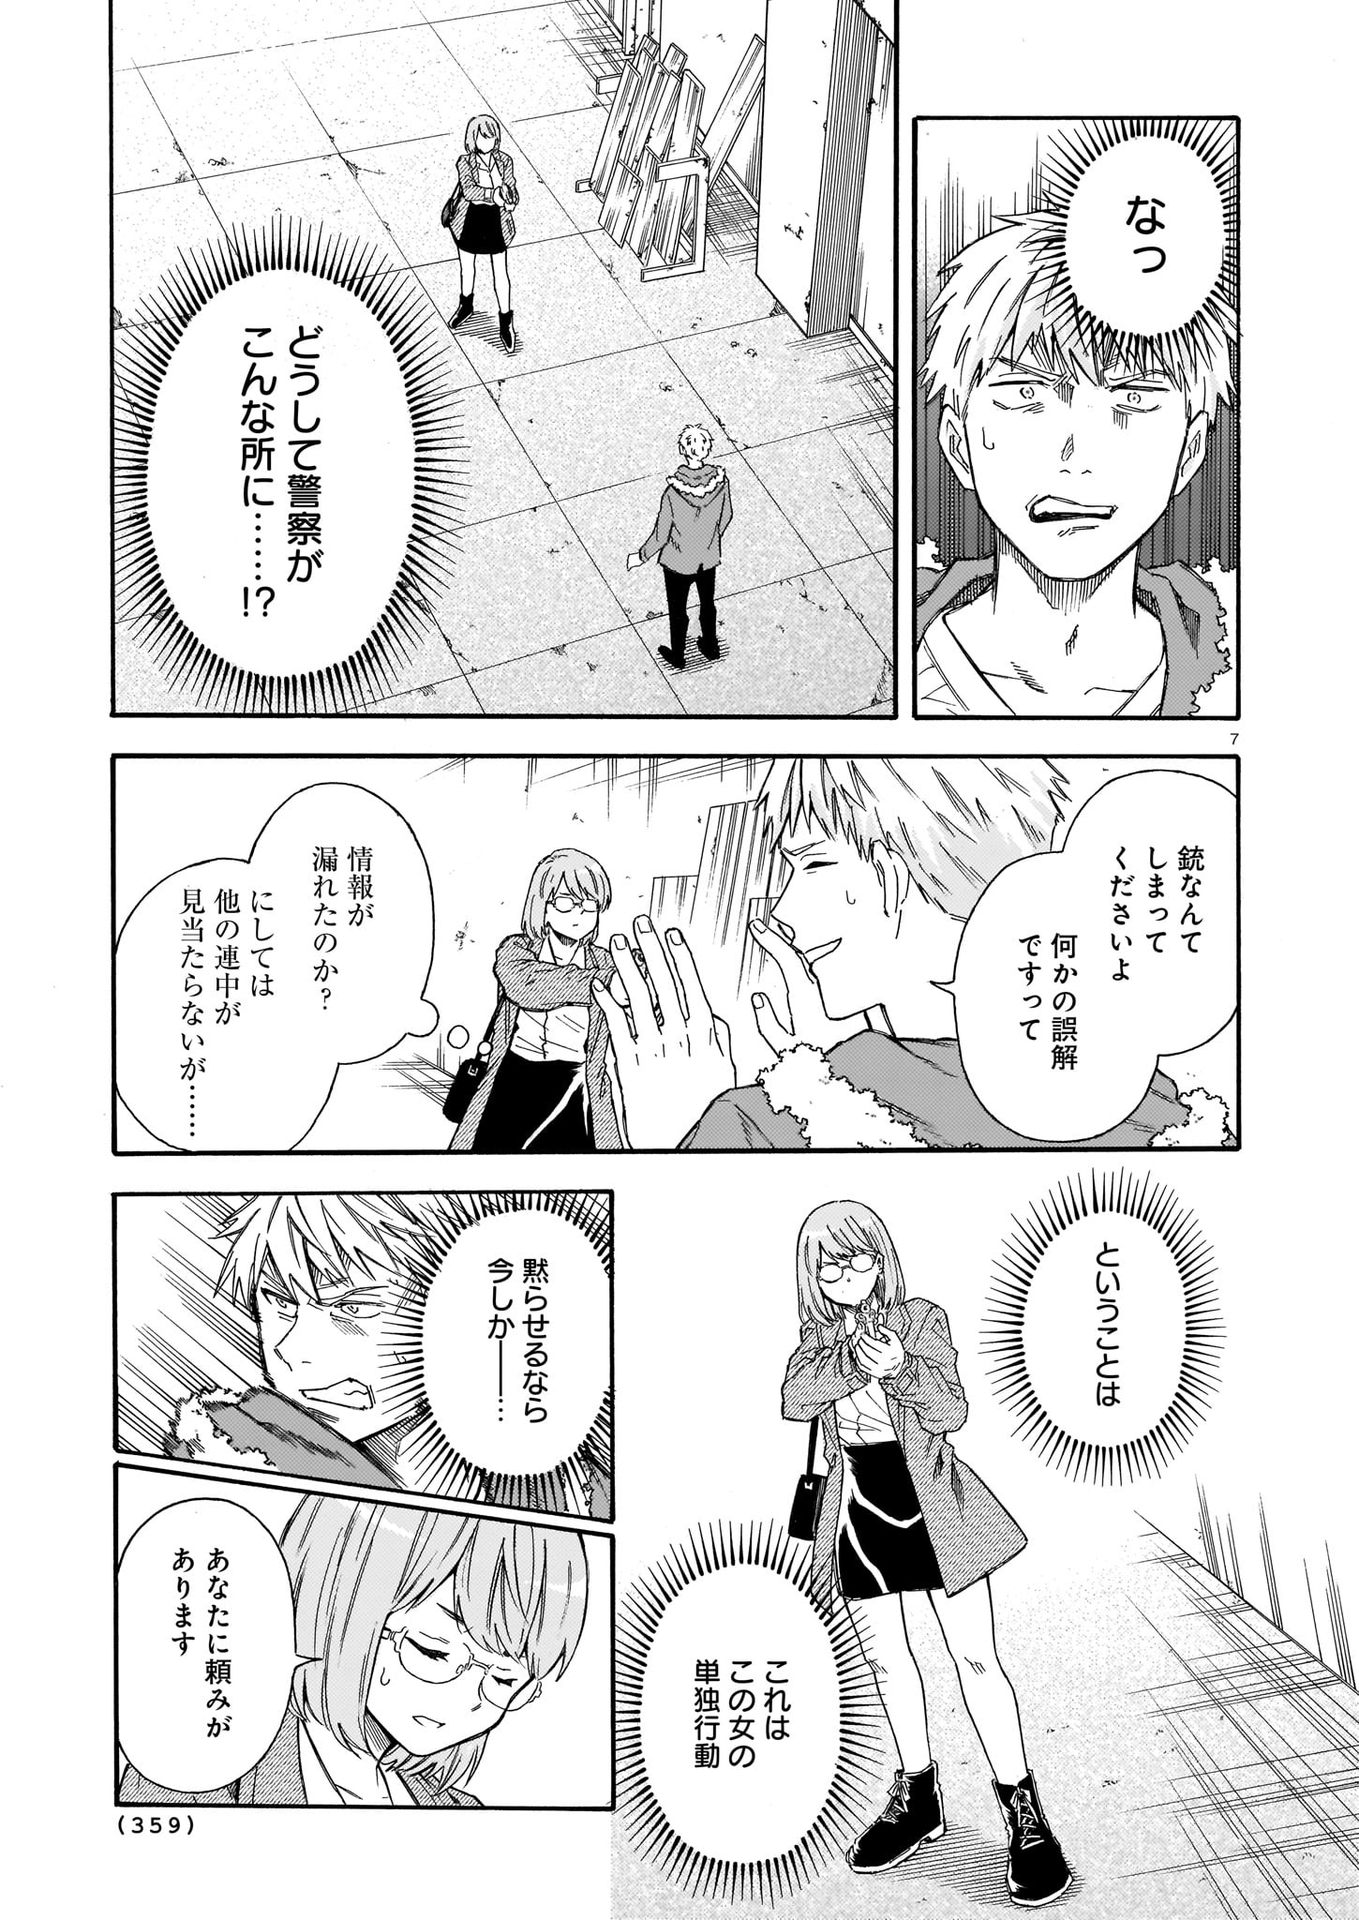 なっ
どうして警察が
こんな所に……!?
7
銃なんて
しまって
くださいよ
何かの誤解
ですって
情報が
漏れたのか？
にしては
他の連中が
見当たらないが……
ということは
これは
この女の
単独行動
黙らせるなら
今しか───……
あなたに頼みが
あります
(359)